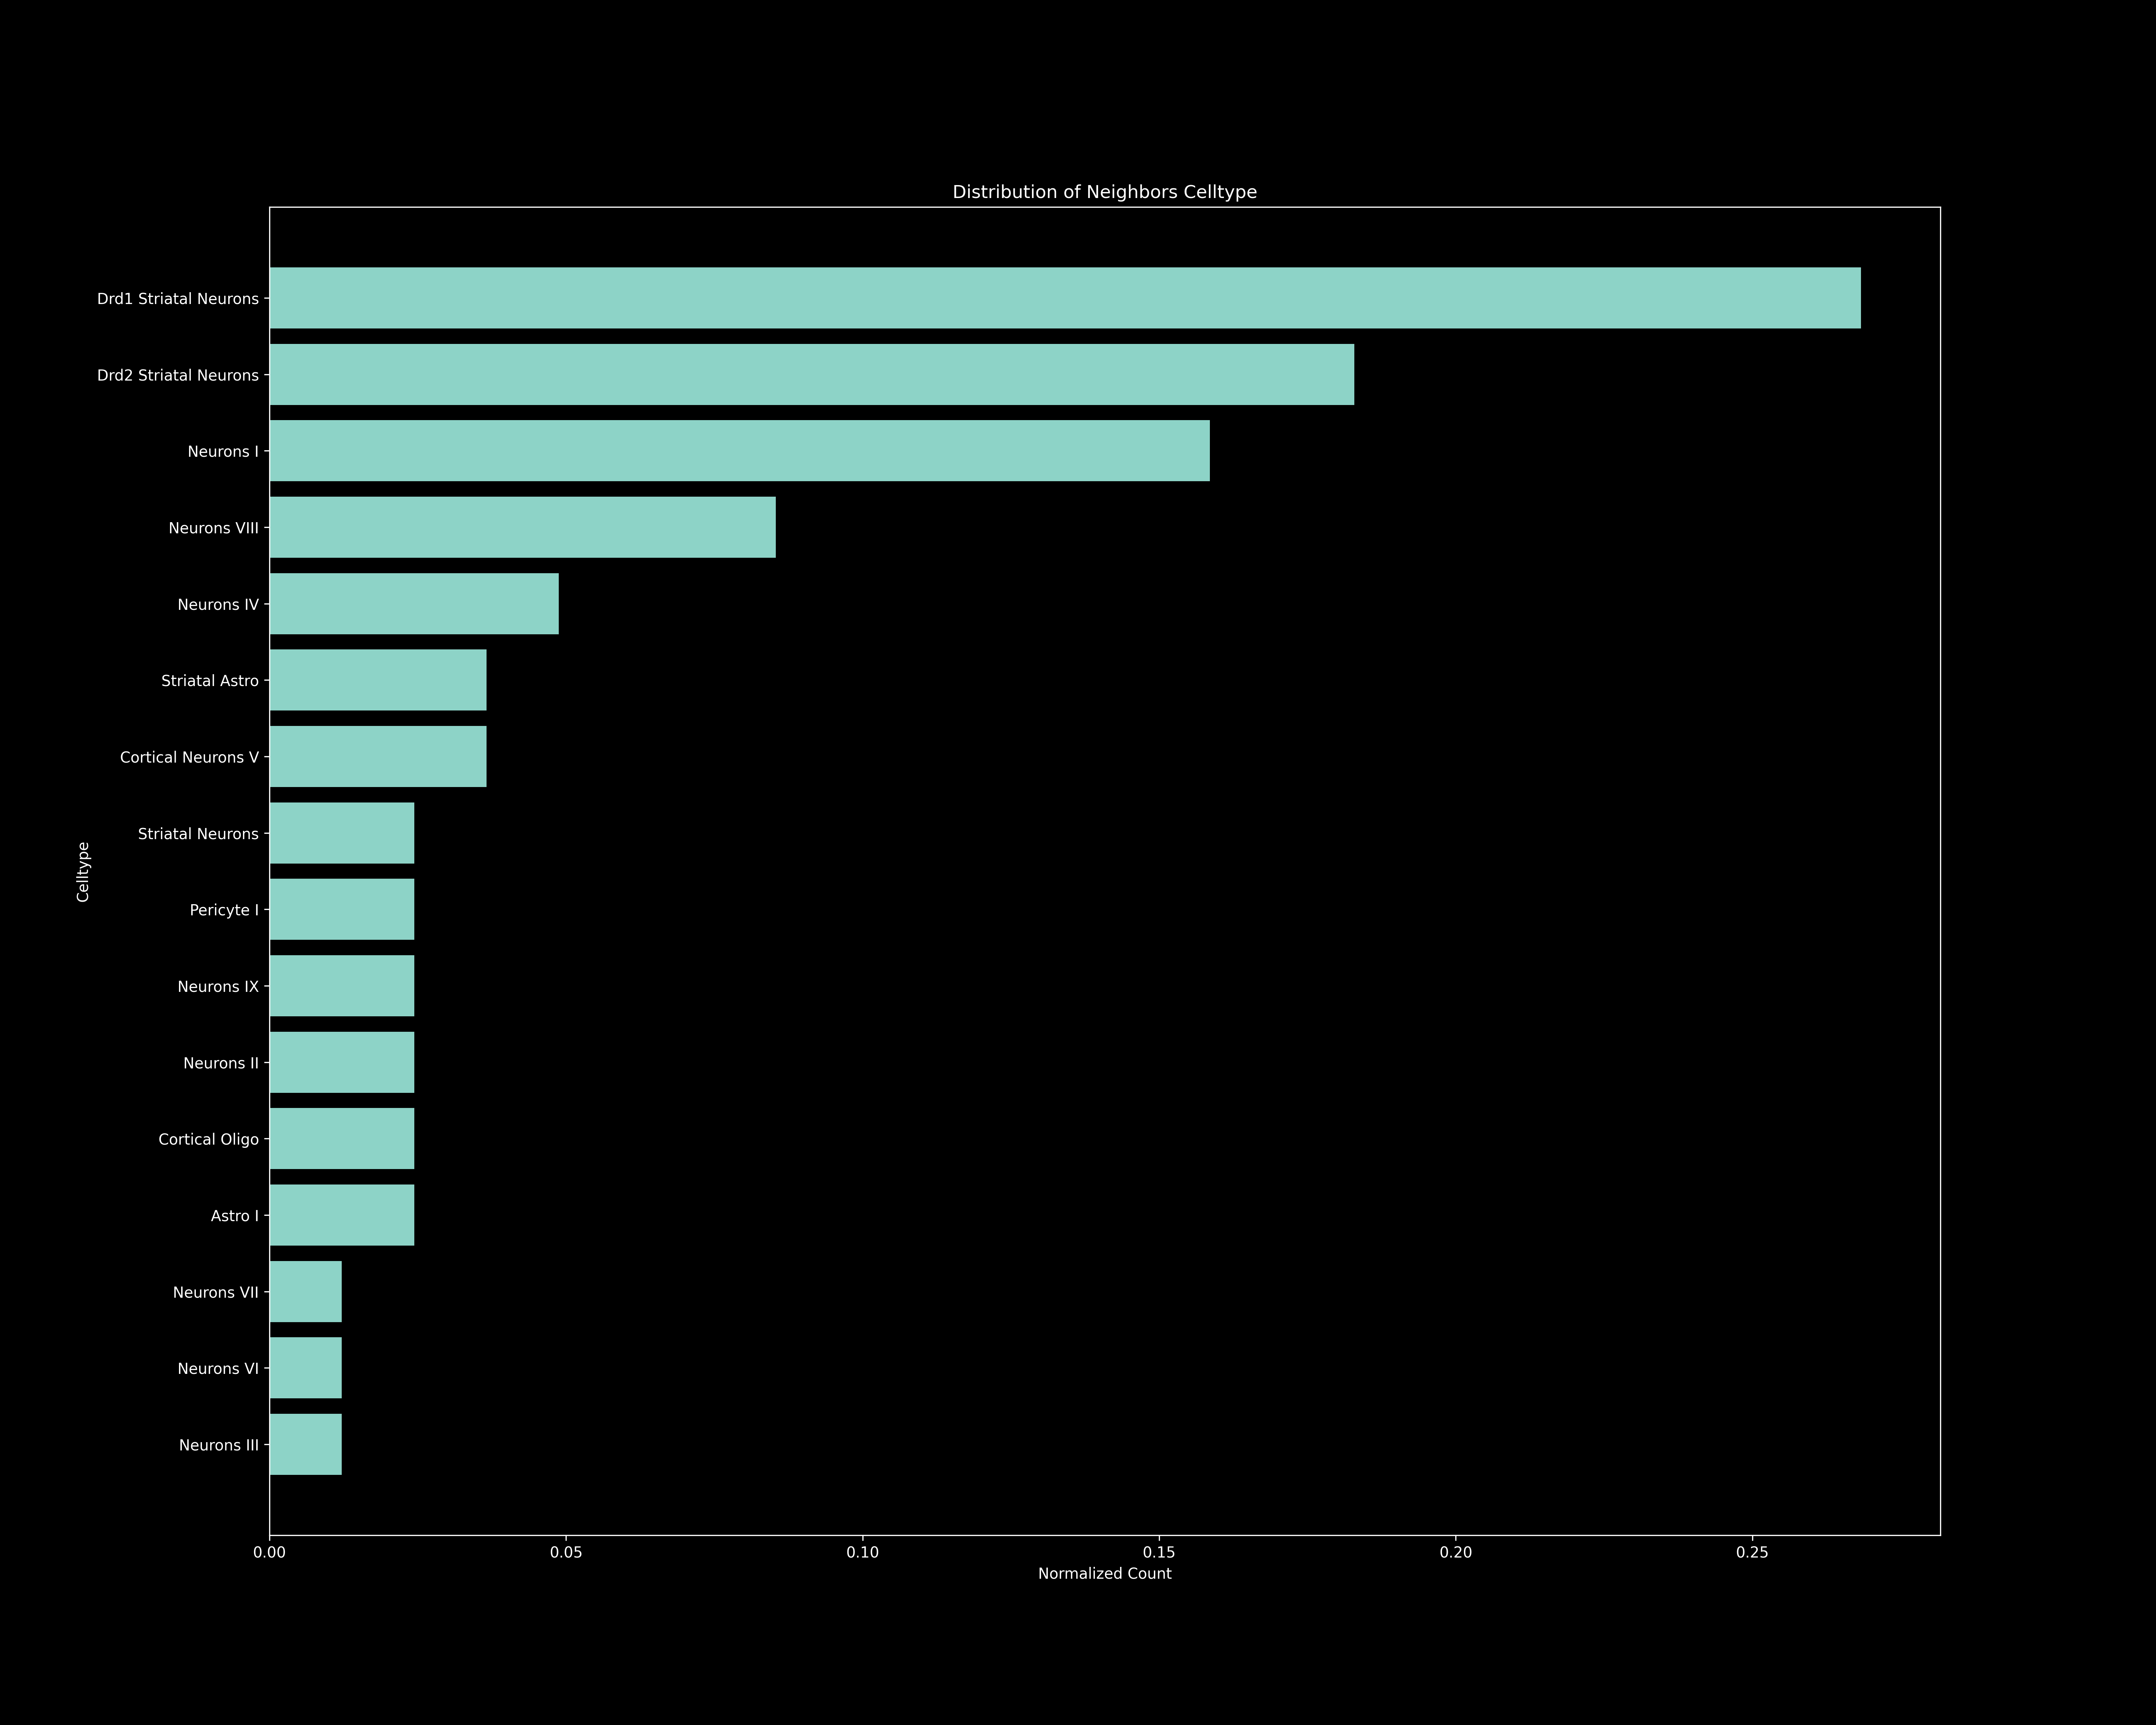 Distribution of Neighbors Celltype
Drd1 Striatal Neurons
Drd2 Striatal Neurons
Neurons I
Neurons VIII
Neurons IV
Striatal Astro
Cortical Neurons V
Striatal Neurons
Pericyte I
Neurons IX
Neurons II
Cortical Oligo
Astro I
Neurons VII
Neurons VI
Neurons III
Celltype
0.00 0.05 0.10 0.15 0.20 0.25
Normalized Count